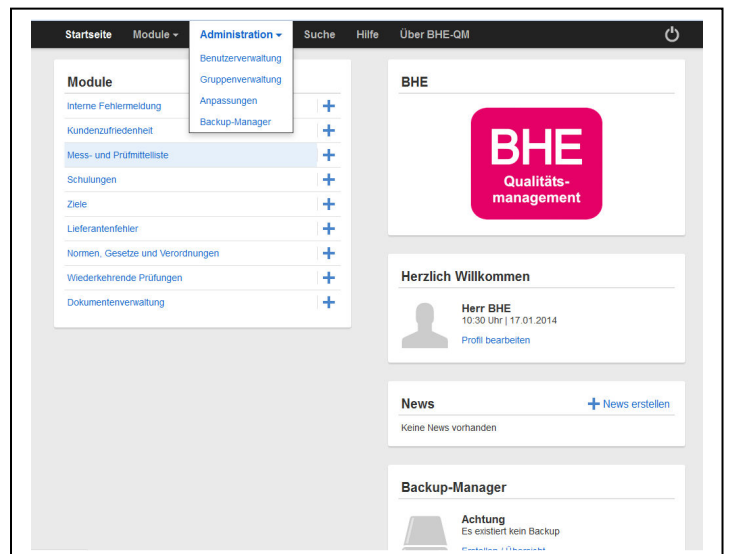 Startseite Module Administration Suche Hilfe Über BHE-QM
Benutzerverwaltung
Gruppenverwaltung
Anpassungen
Backup-Manager
Module
Interne Fehlermeldung
Kundenzufriedenheit
Mess- und Prüfmittelliste
Schulungen
Ziele
Lieferantenfehler
Normen, Gesetze und Verordnungen
Wiederkehrende Prüfungen
Dokumentenverwaltung
BHE
BHE
Qualitäts-
management
Herzlich Willkommen
Herr BHE
10:30 Uhr | 17.01.2014
Profil bearbeiten
News
News erstellen
Keine News vorhanden
Backup-Manager
Achtung
Es existiert kein Backup
Erstellen / Übersicht